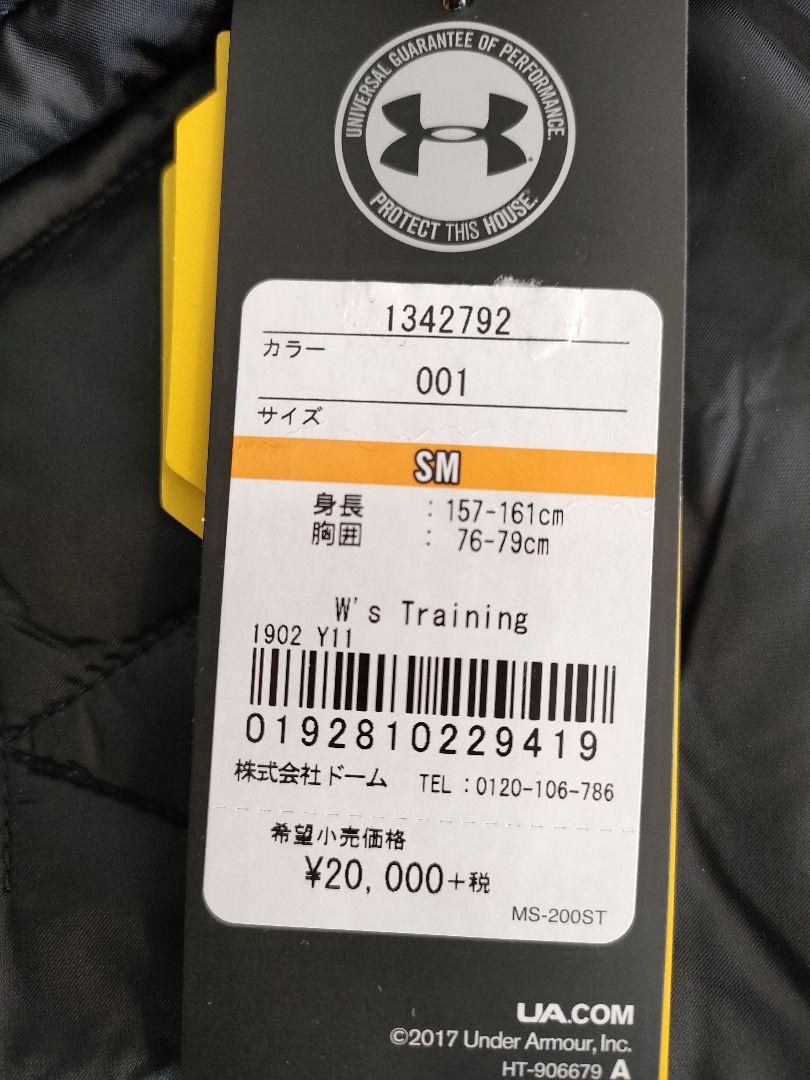 UNIVERSAL GUARANTEE OF PERFORMANCE.
PROTECT THIS HOUSE.®
1342792
カラー
001
サイズ
SM
身長 : 157-161cm
胸囲 : 76-79cm
W's Training
1902 Y11
0192810229419
株式会社ドーム TEL:0120-106-786
希望小売価格
¥20,000+税
MS-200ST
UA.COM
©2017 Under Armour, Inc.
HT-906679 A